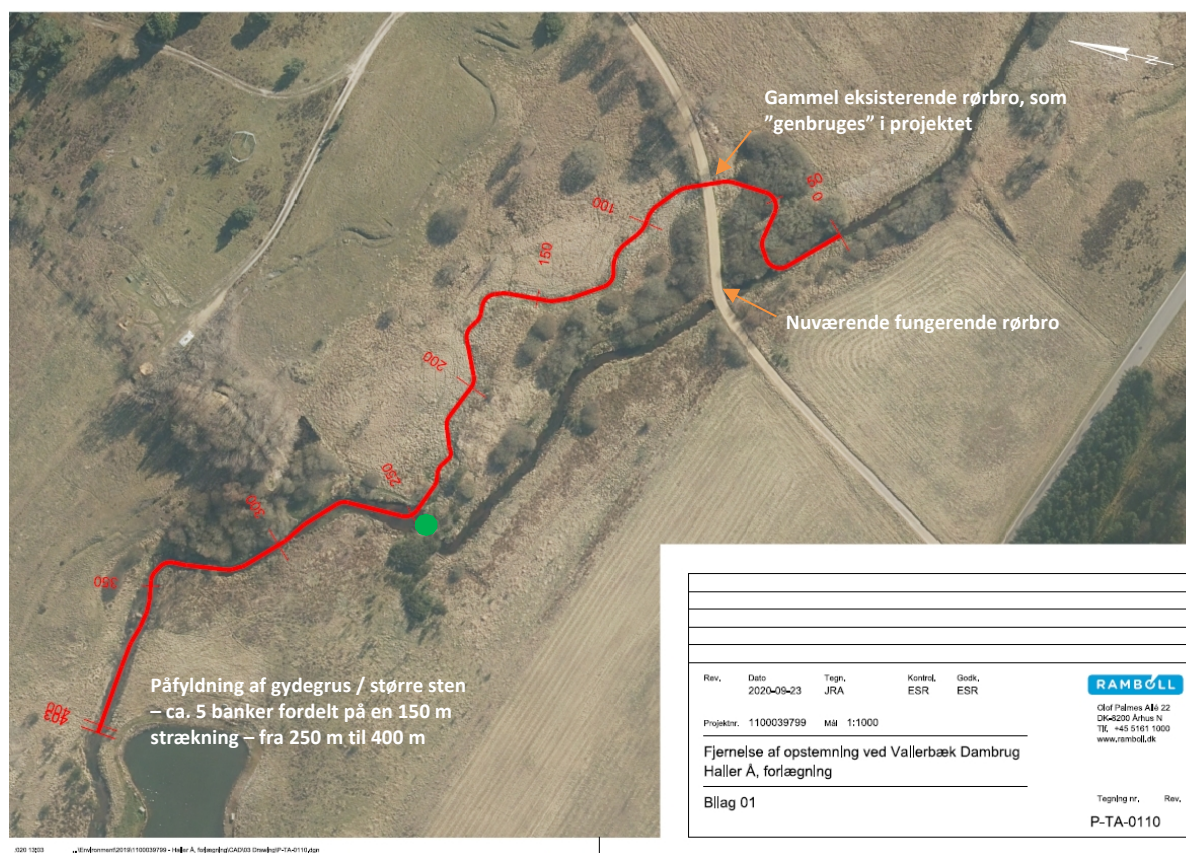 N
Gammel eksisterende rørbro, som
”genbruges” i projektet
50
0
100
150
Nuværende fungerende rørbro
200
250
300
350
Påfyldning af gydegrus / større sten
– ca. 5 banker fordelt på en 150 m
strækning – fra 250 m til 400 m
400
403
Rev. Dato Tegn. Kontrol. Godk.
2020-09-23 JRA ESR ESR
Projektnr. 1100039799 Mål 1:1000
Fjernelse af opstemning ved Vallerbæk Dambrug
Haller Å, forlægning
Bilag 01
RAMBOLL
Olof Palmes Allé 22
DK-8200 Århus N
Tlf. +45 5161 1000
www.ramboll.dk
Tegning nr. Rev.
P-TA-0110